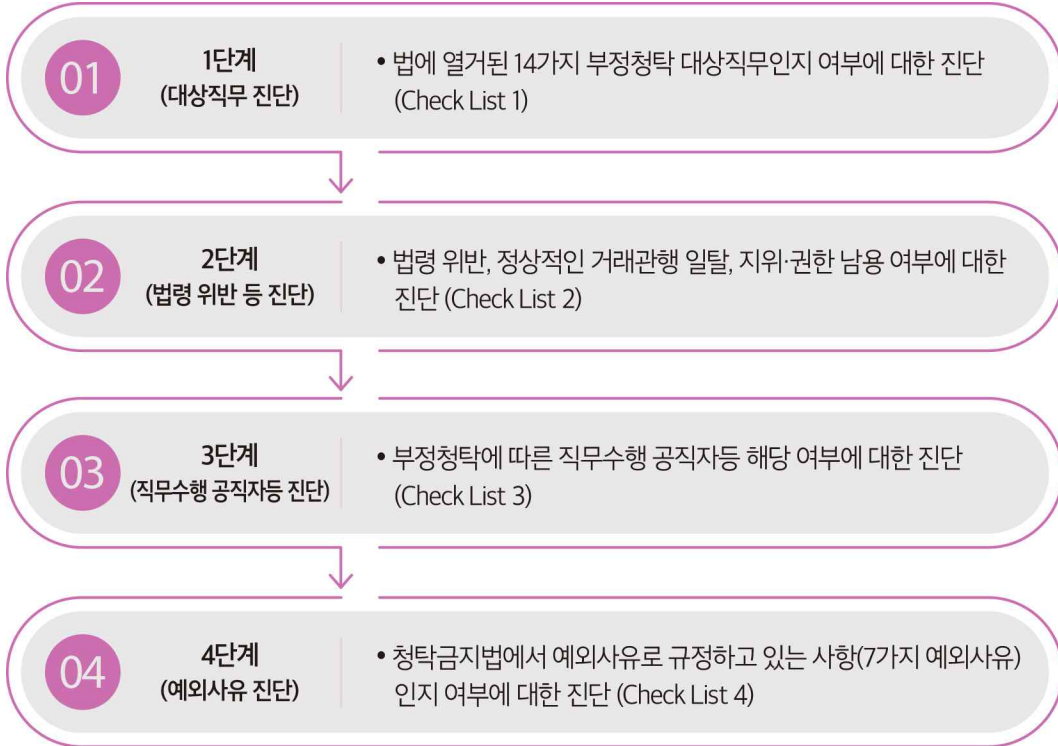 01
1단계
(대상직무 진단)
• 법에 열거된 14가지 부정청탁 대상직무인지 여부에 대한 진단
(Check List 1)
02
2단계
(법령 위반 등 진단)
• 법령 위반, 정상적인 거래관행 일탈, 지위·권한 남용 여부에 대한
진단 (Check List 2)
03
3단계
(직무수행 공직자등 진단)
• 부정청탁에 따른 직무수행 공직자등 해당 여부에 대한 진단
(Check List 3)
04
4단계
(예외사유 진단)
• 청탁금지법에서 예외사유로 규정하고 있는 사항(7가지 예외사유)
인지 여부에 대한 진단 (Check List 4)